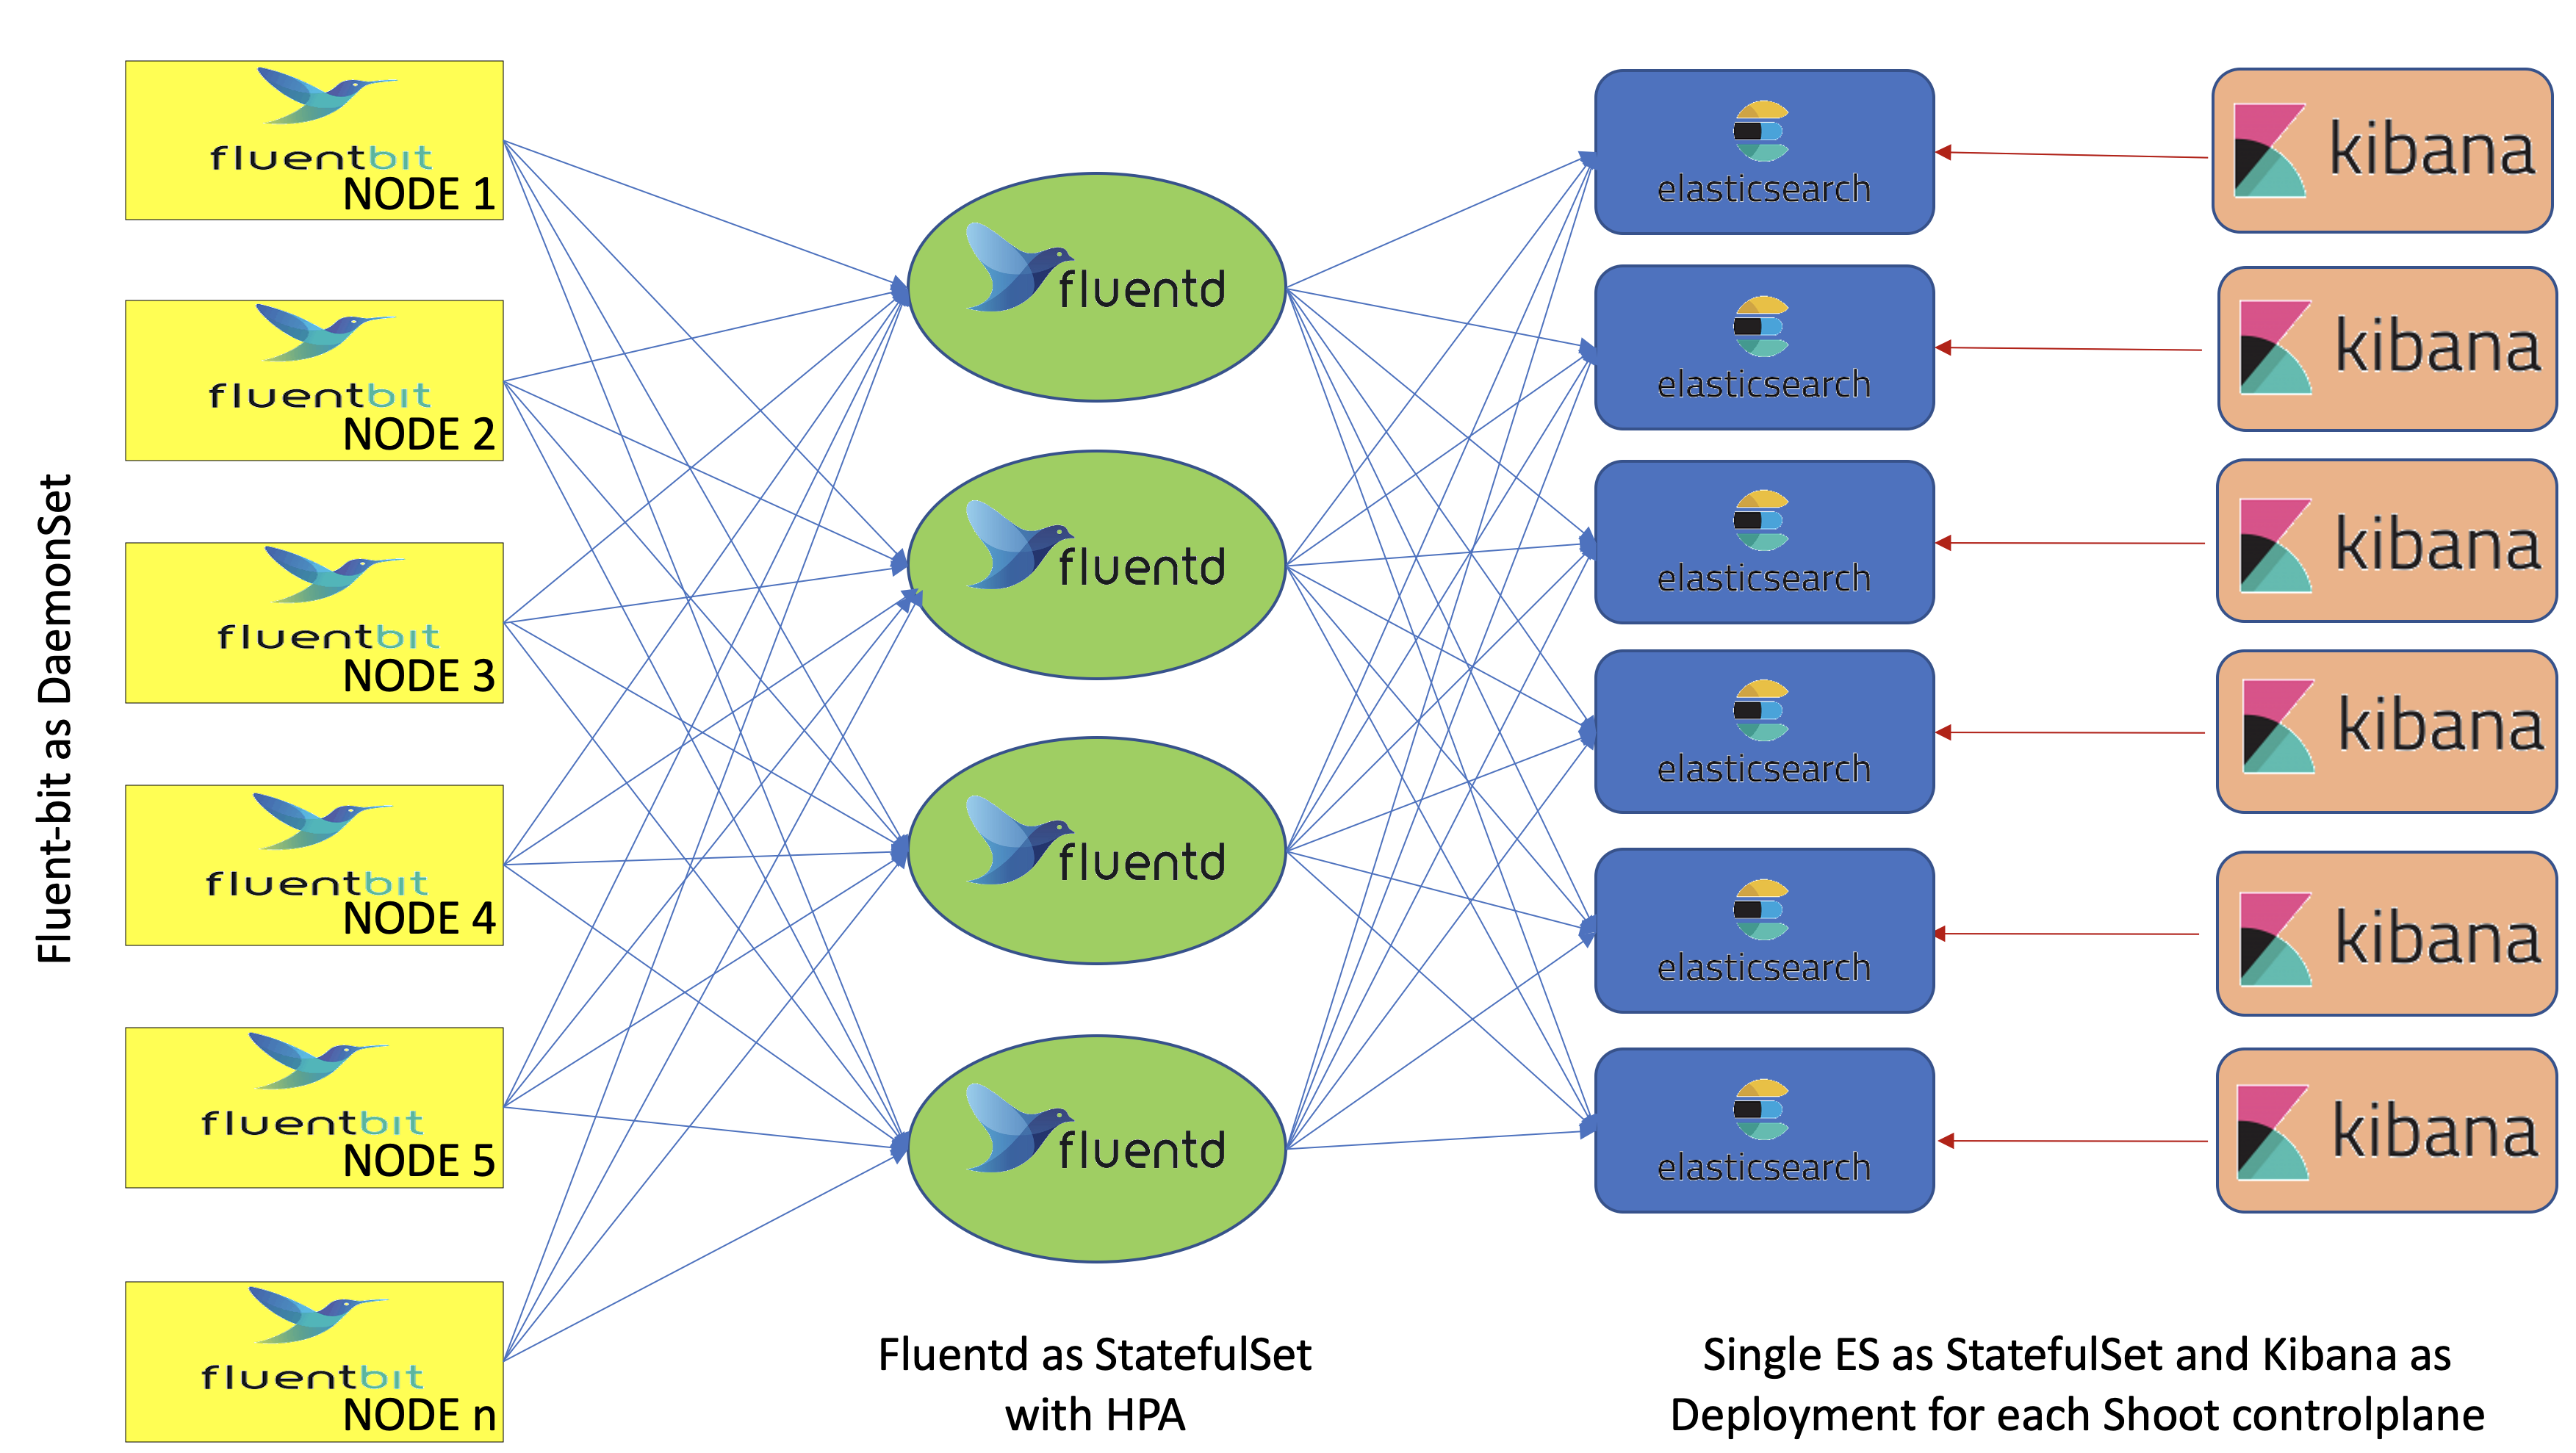 Fluent-bit as DaemonSet
fluentbit
NODE 1
fluentbit
NODE 2
fluentbit
NODE 3
fluentbit
NODE 4
fluentbit
NODE 5
fluentbit
NODE n
fluentd
fluentd
fluentd
fluentd
Fluentd as StatefulSet
with HPA
elasticsearch
elasticsearch
elasticsearch
elasticsearch
elasticsearch
elasticsearch
kibana
kibana
kibana
kibana
kibana
kibana
Single ES as StatefulSet and Kibana as
Deployment for each Shoot controlplane